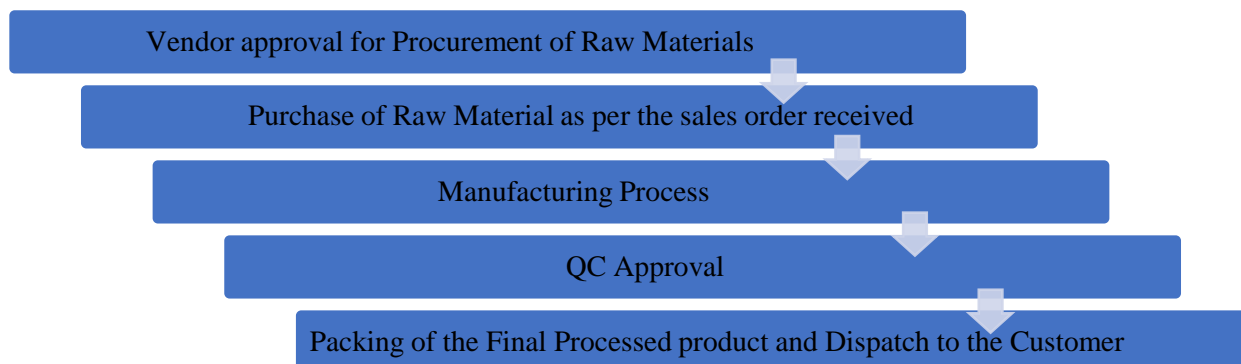 Vendor approval for Procurement of Raw Materials
Purchase of Raw Material as per the sales order received
Manufacturing Process
QC Approval
Packing of the Final Processed product and Dispatch to the Customer